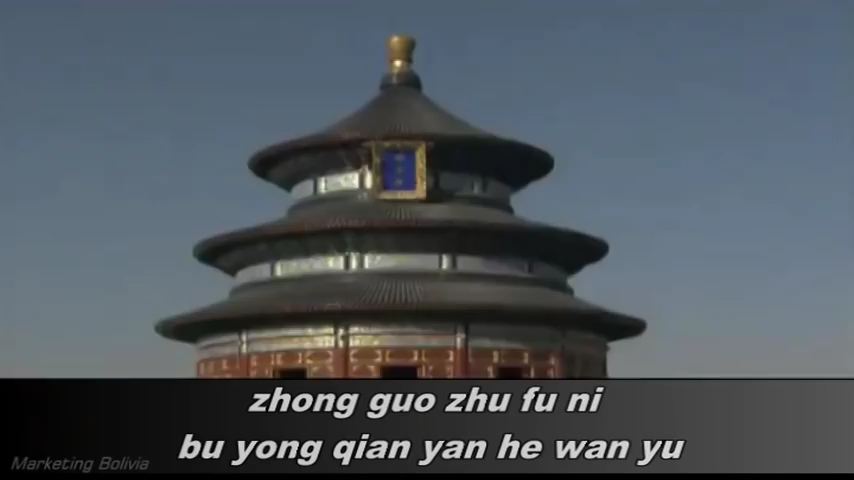 zhong guo zhu fu ni
bu yong qian yan he wan yu
Marketing Bolivia